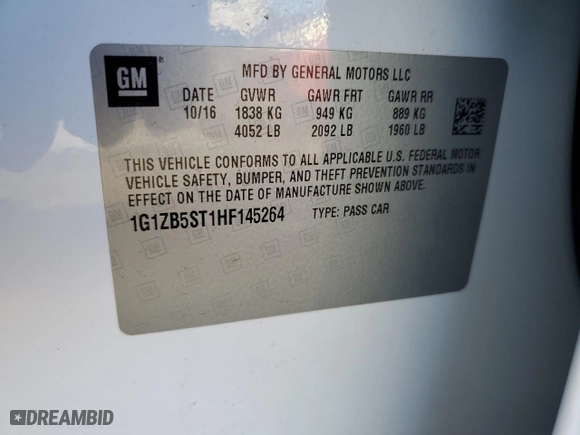 GM
MFD BY GENERAL MOTORS LLC
DATE GVWR GAWR FRT GAWR RR
10/16 1838 KG 949 KG 889 KG
4052 LB 2092 LB 1960 LB
THIS VEHICLE CONFORMS TO ALL APPLICABLE U.S. FEDERAL MOTOR
VEHICLE SAFETY, BUMPER, AND THEFT PREVENTION STANDARDS IN
EFFECT ON THE DATE OF MANUFACTURE SHOWN ABOVE.
1G1ZB5ST1HF145264 TYPE: PASS CAR
DREAMBID